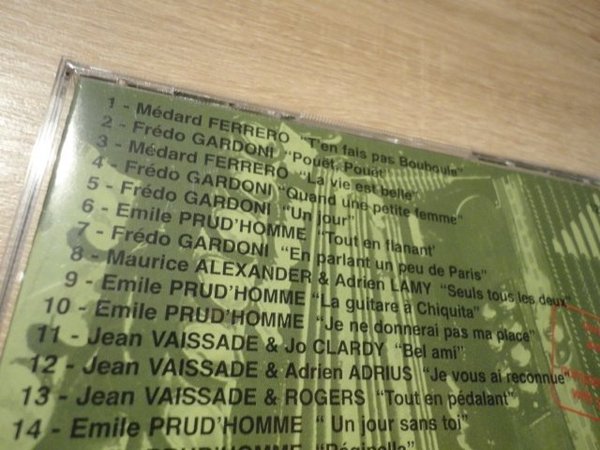 1 - Médard FERRERO "T'en fais pas Bouboule"
2 - Frédo GARDONI "Pouët, Pouët"
3 - Médard FERRERO "La vie est belle"
4 - Frédo GARDONI "Quand une petite femme"
5 - Frédo GARDONI "Un jour"
6 - Emile PRUD'HOMME "Tout en flanant'
7 - Frédo GARDONI "En parlant un peu de Paris"
8 - Maurice ALEXANDER & Adrien LAMY "Seuls tous les deux"
9 - Emile PRUD'HOMME "La guitare à Chiquita"
10 - Emile PRUD'HOMME "Je ne donnerai pas ma place"
11 - Jean VAISSADE & Jo CLARDY "Bel ami"
12 - Jean VAISSADE & Adrien ADRIUS "Je vous ai reconnue"
13 - Jean VAISSADE & ROGERS "Tout en pédalant"
14 - Emile PRUD'HOMME " Un jour sans toi"
PRUD'HOMME "Réginella"